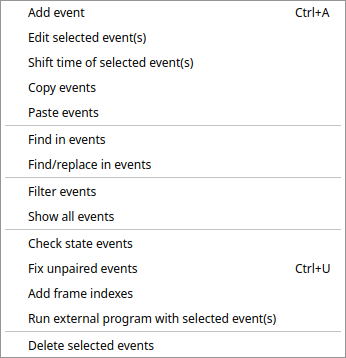 Add event Ctrl+A
Edit selected event(s)
Shift time of selected event(s)
Copy events
Paste events
Find in events
Find/replace in events
Filter events
Show all events
Check state events
Fix unpaired events Ctrl+U
Add frame indexes
Run external program with selected event(s)
Delete selected events